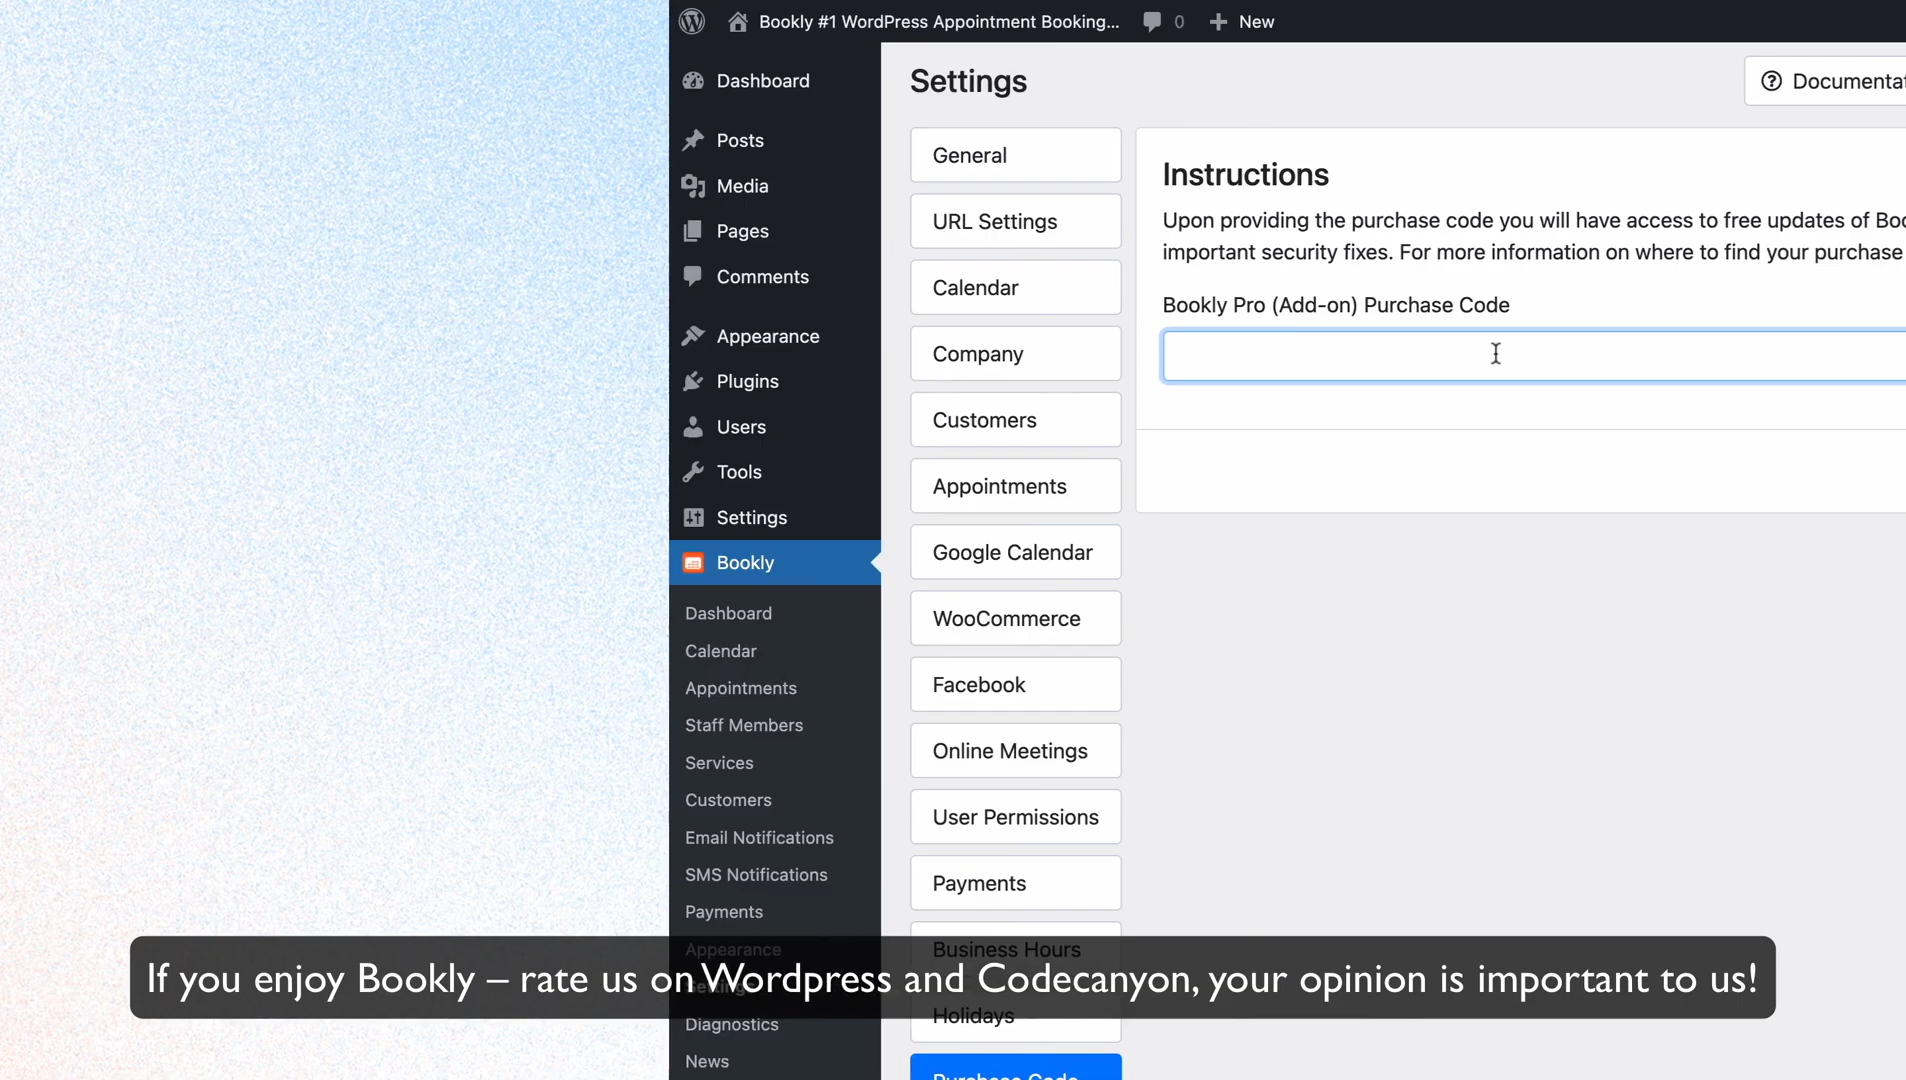 Bookly #1 WordPress Appointment Booking...
0
New
Dashboard
Posts
Media
Pages
Comments
Appearance
Plugins
Users
Tools
Settings
Bookly
Dashboard
Calendar
Appointments
Staff Members
Services
Customers
Email Notifications
SMS Notifications
Payments
Appearance
Settings
Diagnostics
News
Settings
Documentat
General
URL Settings
Calendar
Company
Customers
Appointments
Google Calendar
WooCommerce
Facebook
Online Meetings
User Permissions
Payments
Business Hours
Holidays
Purchase Code
Instructions
Upon providing the purchase code you will have access to free updates of Boo
important security fixes. For more information on where to find your purchase
Bookly Pro (Add-on) Purchase Code
If you enjoy Bookly – rate us on Wordpress and Codecanyon, your opinion is important to us!